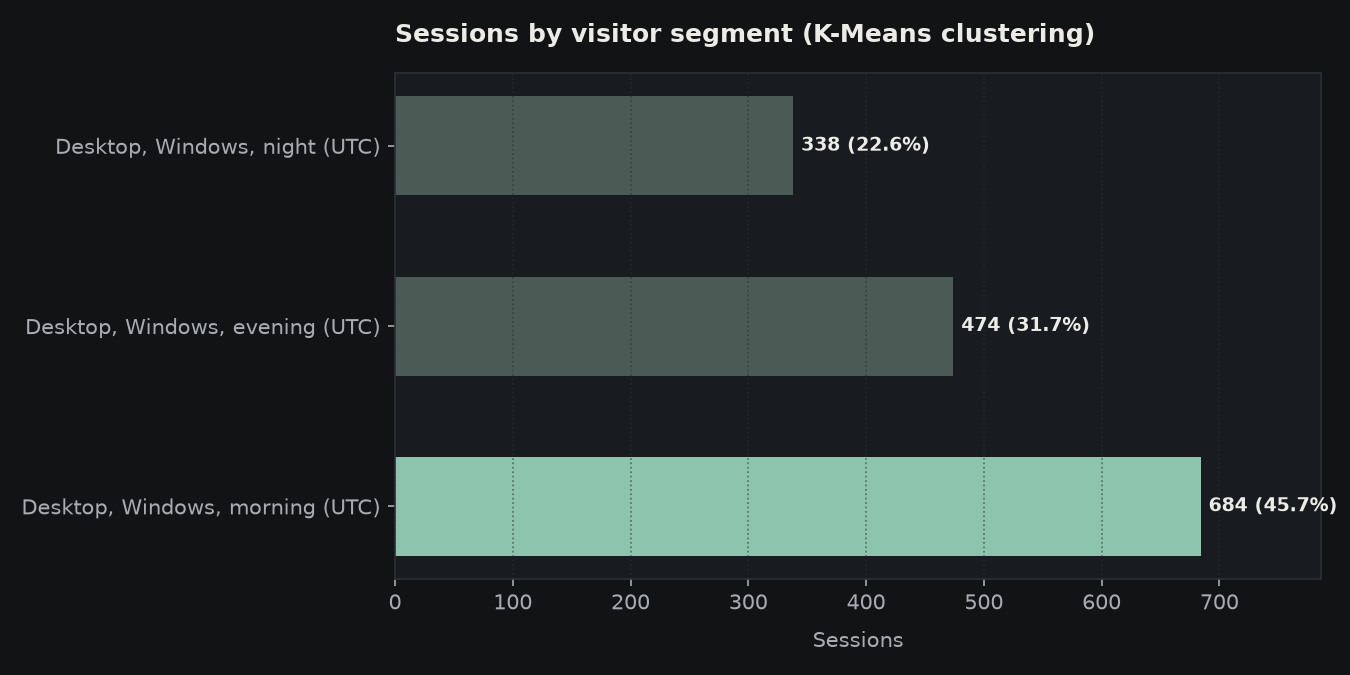 Sessions by visitor segment (K-Means clustering)
Desktop, Windows, night (UTC)
338 (22.6%)
Desktop, Windows, evening (UTC)
474 (31.7%)
Desktop, Windows, morning (UTC)
684 (45.7%)
0 100 200 300 400 500 600 700
Sessions